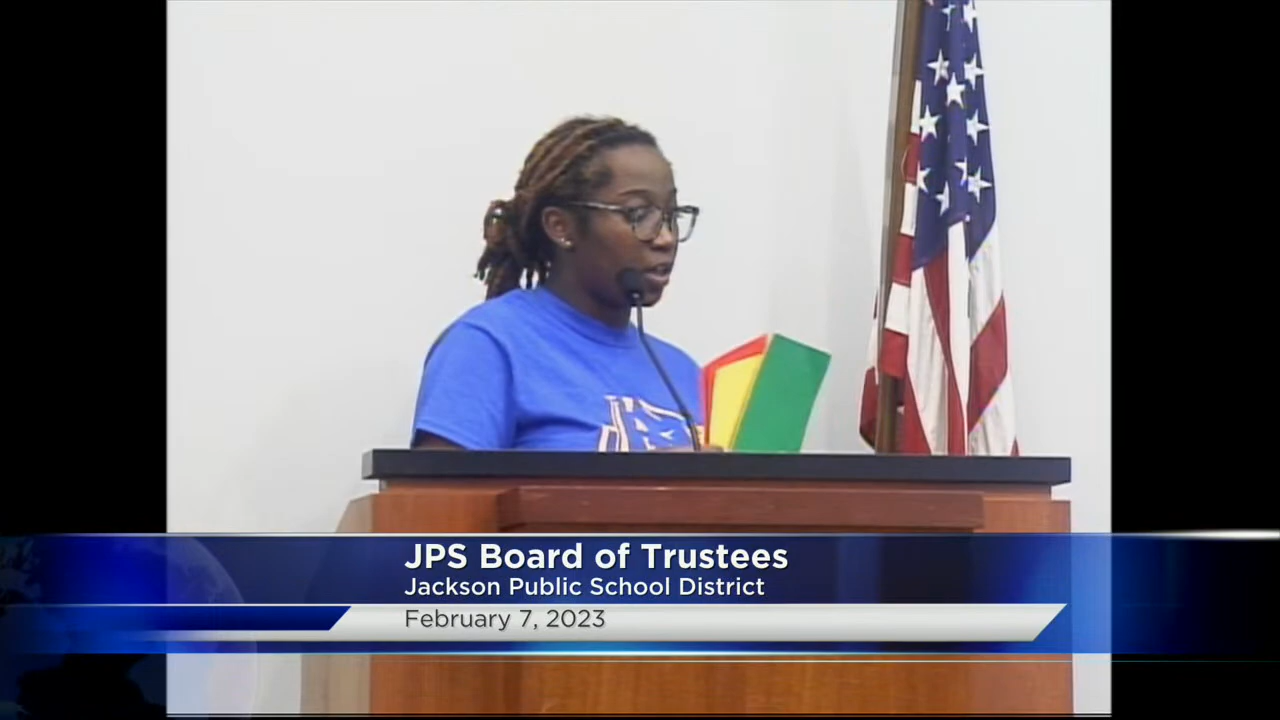 JPS Board of Trustees
Jackson Public School District
February 7, 2023